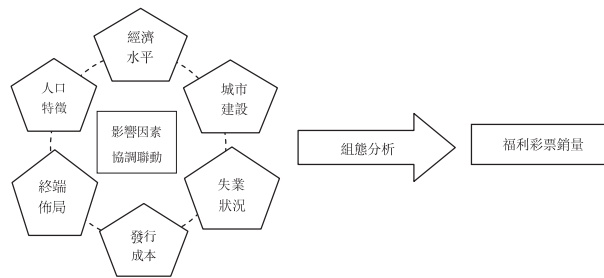 經濟
水平
人口
特徵
城市
建設
影響因素
協調聯動
組態分析
福利彩票銷量
終端
佈局
失業
狀況
發行
成本